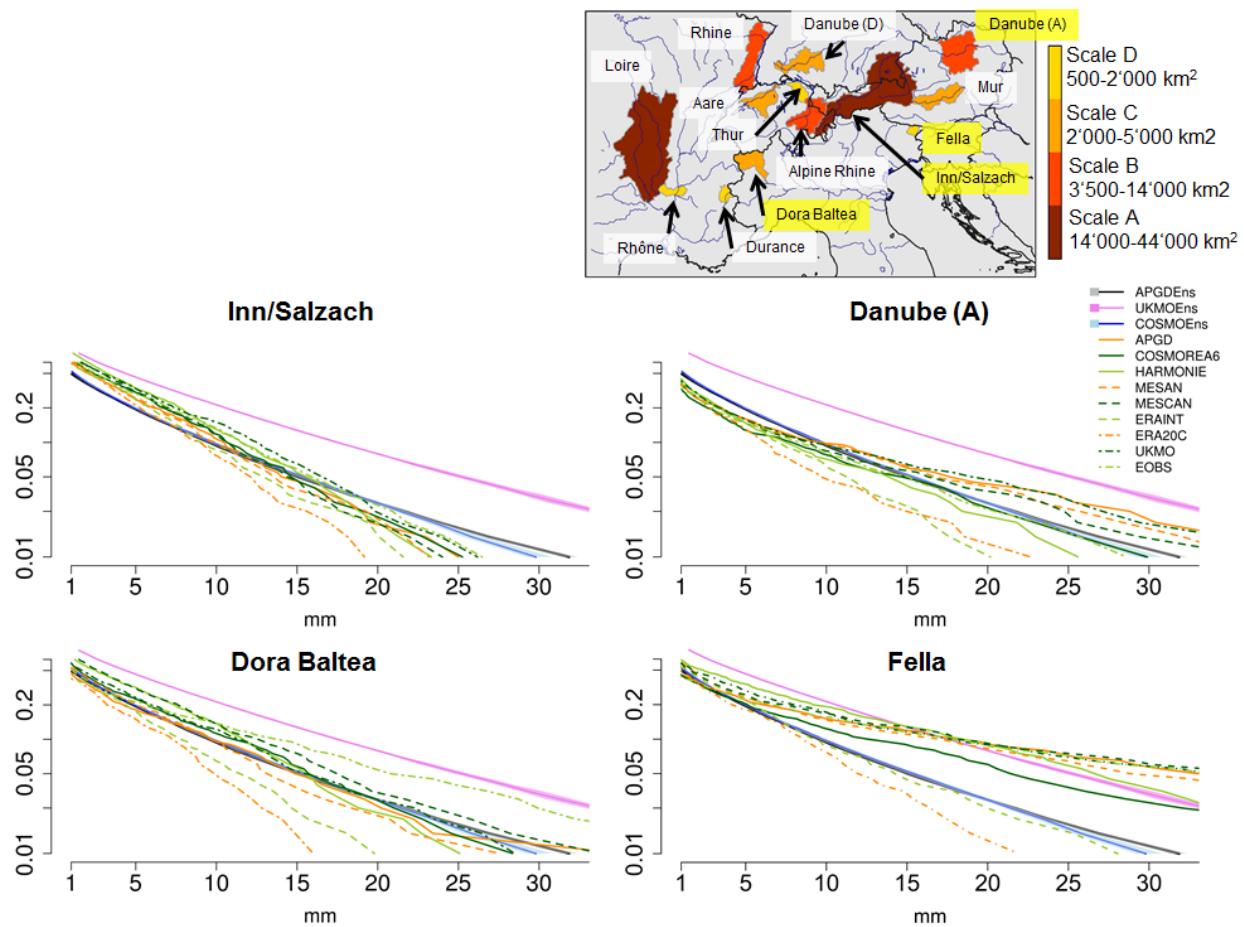 Danube (D)
Danube (A)
Rhine
Loire
Scale D
500-2'000 km²
Mur
Aare
Scale C
2'000-5'000 km2
Thur
Fella
Alpine Rhine
Inn/Salzach
Scale B
3'500-14'000 km2
Dora Baltea
Scale A
14'000-44'000 km²
Rhône
Durance
Inn/Salzach
Danube (A)
APGDEns
UKMOEns
COSMOEns
APGD
COSMOREA6
HARMONIE
MESAN
MESCAN
ERAINT
ERA20C
UKMO
EOBS
0.2
0.05
0.01
1 5 10 15 20 25 30
mm
0.2
0.05
0.01
1 5 10 15 20 25 30
mm
Dora Baltea
Fella
0.2
0.05
0.01
1 5 10 15 20 25 30
mm
0.2
0.05
0.01
1 5 10 15 20 25 30
mm